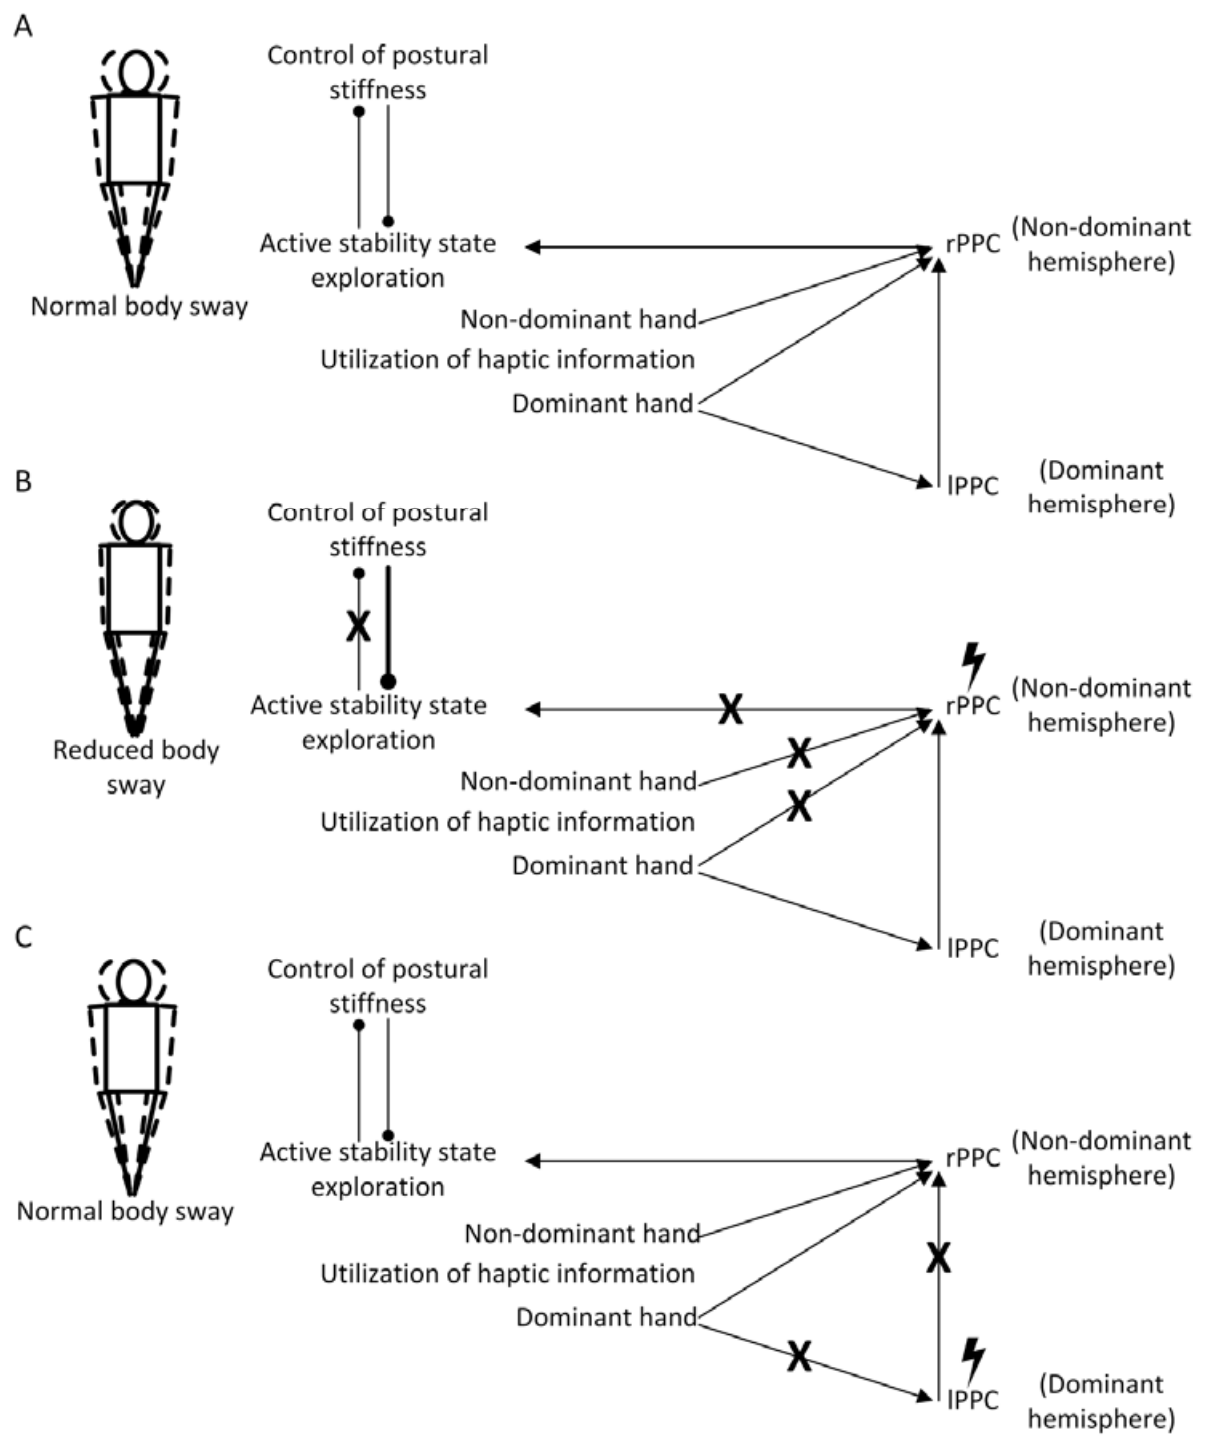 A
Control of postural
stiffness
Active stability state
exploration
rPPC
(Non-dominant
hemisphere)
Normal body sway
Non-dominant hand
Utilization of haptic information
Dominant hand
lPPC
(Dominant
hemisphere)
B
Control of postural
stiffness
X
Active stability state
exploration
X
rPPC
(Non-dominant
hemisphere)
Reduced body
sway
X
Non-dominant hand
X
Utilization of haptic information
Dominant hand
lPPC
(Dominant
hemisphere)
C
Control of postural
stiffness
Active stability state
exploration
rPPC
(Non-dominant
hemisphere)
Normal body sway
Non-dominant hand
X
Utilization of haptic information
Dominant hand
X
lPPC
(Dominant
hemisphere)